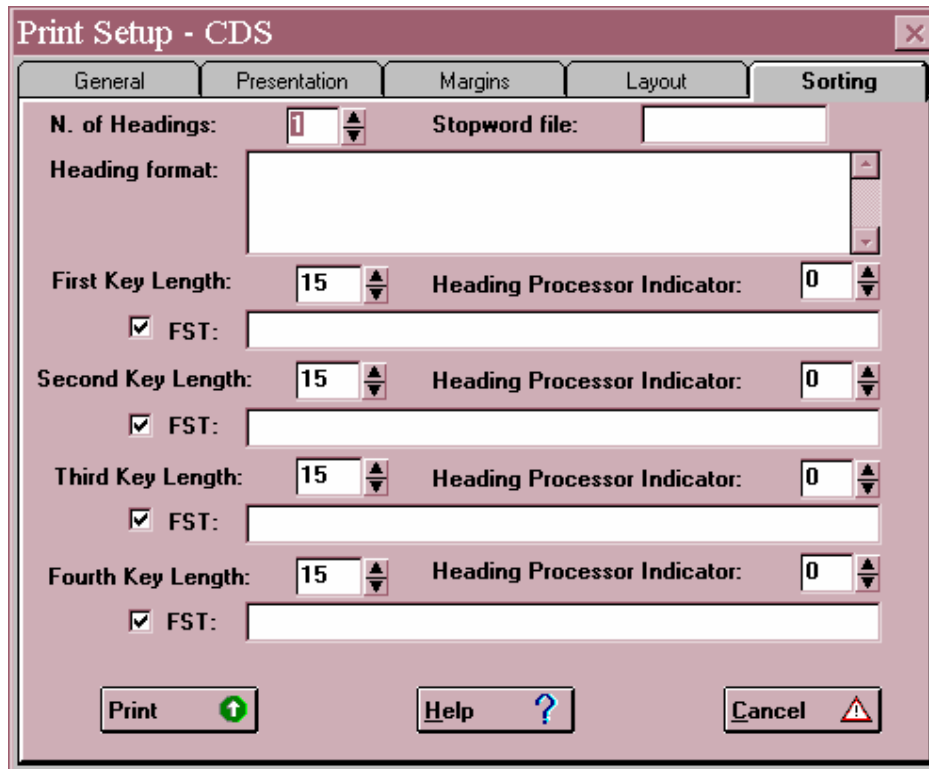 Print Setup - CDS
General Presentation Margins Layout Sorting
N. of Headings: 1 Stopword file:
Heading format:
First Key Length: 15 Heading Processor Indicator: 0
FST:
Second Key Length: 15 Heading Processor Indicator: 0
FST:
Third Key Length: 15 Heading Processor Indicator: 0
FST:
Fourth Key Length: 15 Heading Processor Indicator: 0
FST:
Print Help ? Cancel